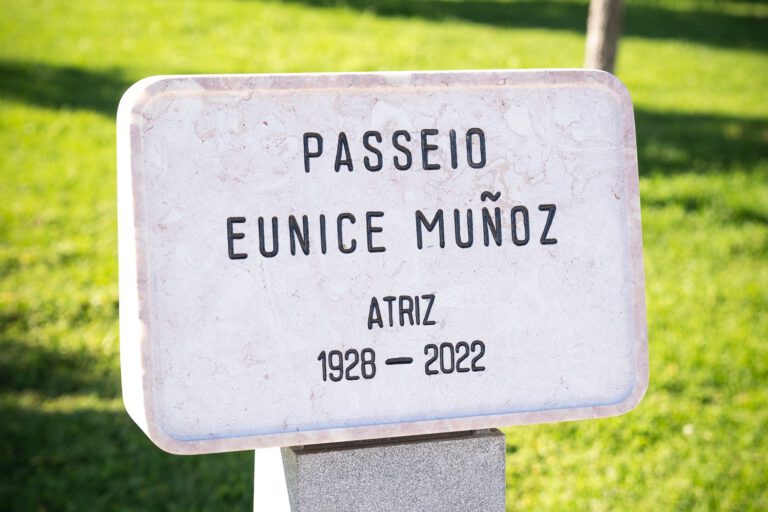 PASSEIO
EUNICE MUÑOZ
ATRIZ
1928 — 2022